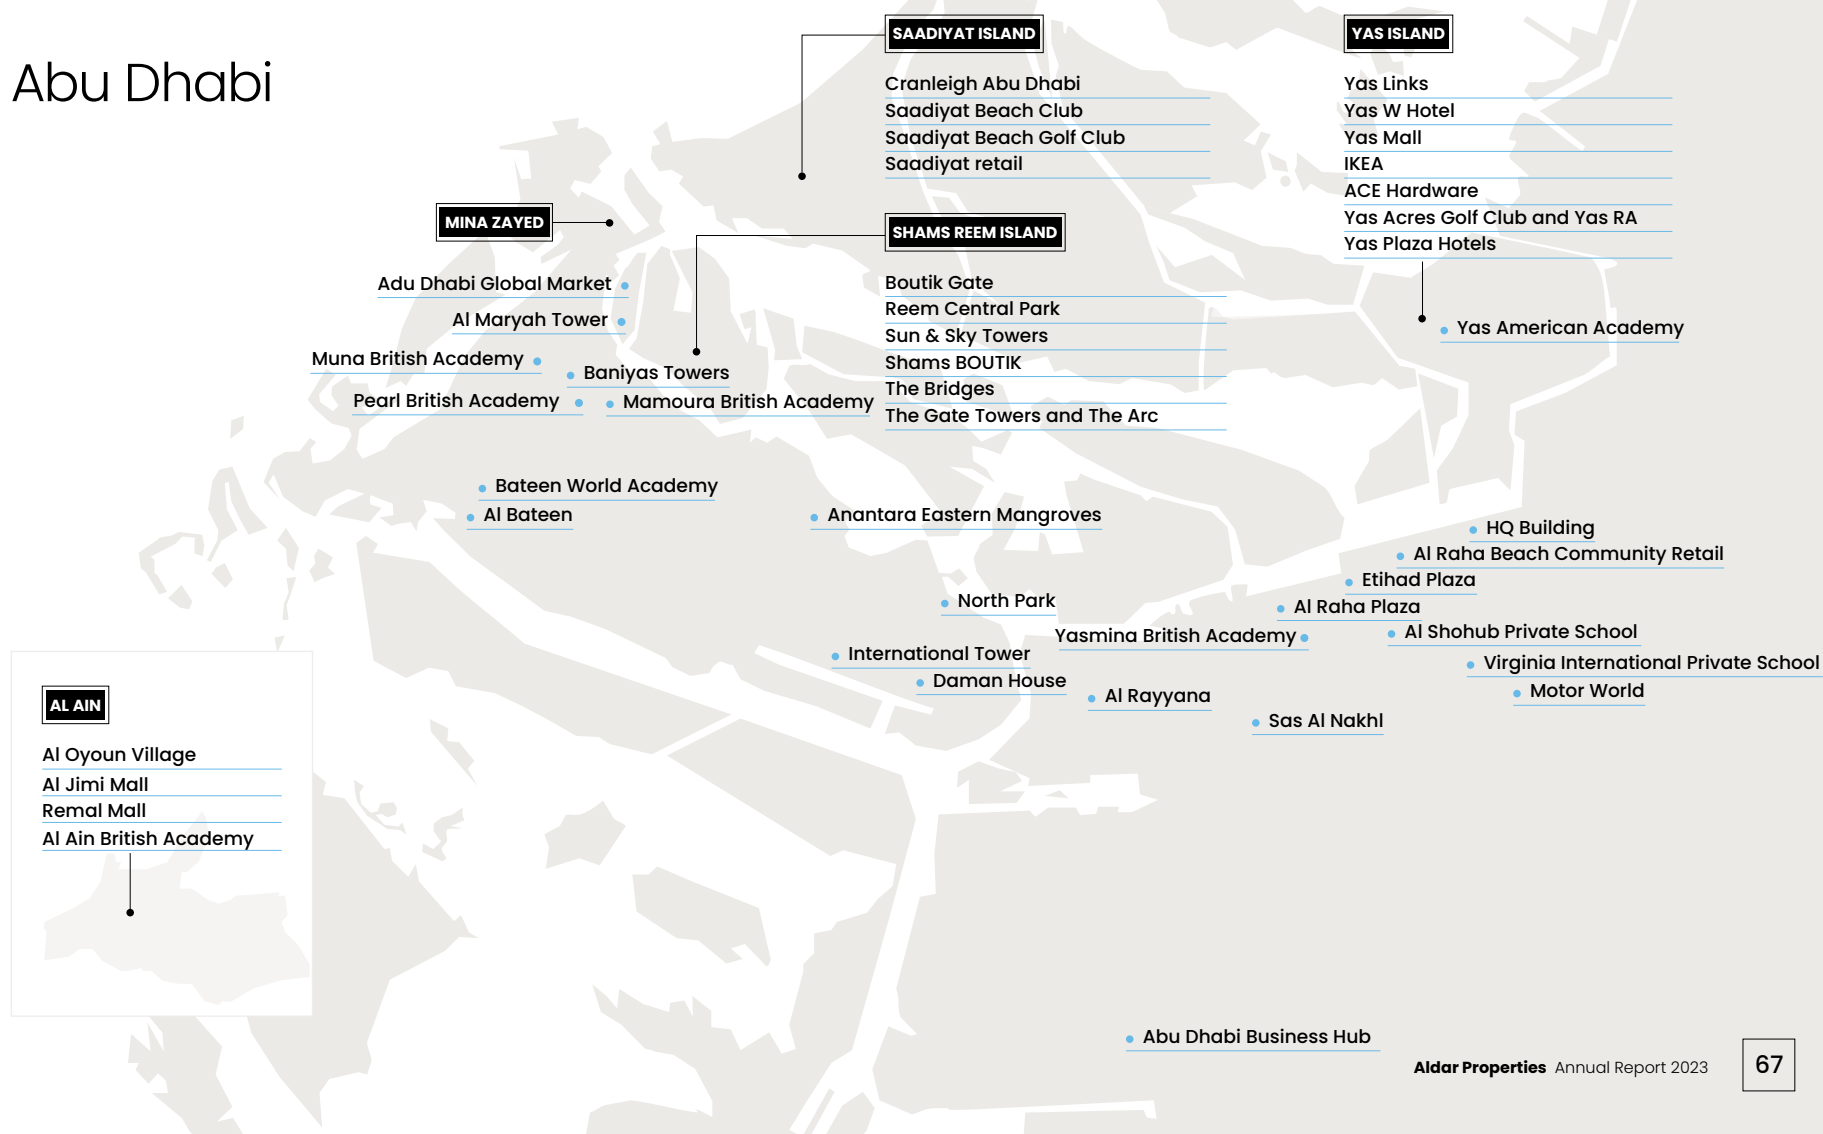 Abu Dhabi
SAADIYAT ISLAND
Cranleigh Abu Dhabi
Saadiyat Beach Club
Saadiyat Beach Golf Club
Saadiyat retail
YAS ISLAND
Yas Links
Yas W Hotel
Yas Mall
IKEA
ACE Hardware
Yas Acres Golf Club and Yas RA
Yas Plaza Hotels
Yas American Academy
MINA ZAYED
SHAMS REEM ISLAND
Boutik Gate
Reem Central Park
Sun & Sky Towers
Shams BOUTIK
The Bridges
The Gate Towers and The Arc
Adu Dhabi Global Market
Al Maryah Tower
Muna British Academy
Baniyas Towers
Pearl British Academy
Mamoura British Academy
Bateen World Academy
Al Bateen
Anantara Eastern Mangroves
HQ Building
Al Raha Beach Community Retail
Etihad Plaza
North Park
Al Raha Plaza
Yasmina British Academy
Al Shohub Private School
International Tower
Virginia International Private School
Daman House
Al Rayyana
Motor World
Sas Al Nakhl
AL AIN
Al Oyoun Village
Al Jimi Mall
Remal Mall
Al Ain British Academy
Abu Dhabi Business Hub
Aldar Properties Annual Report 2023
67